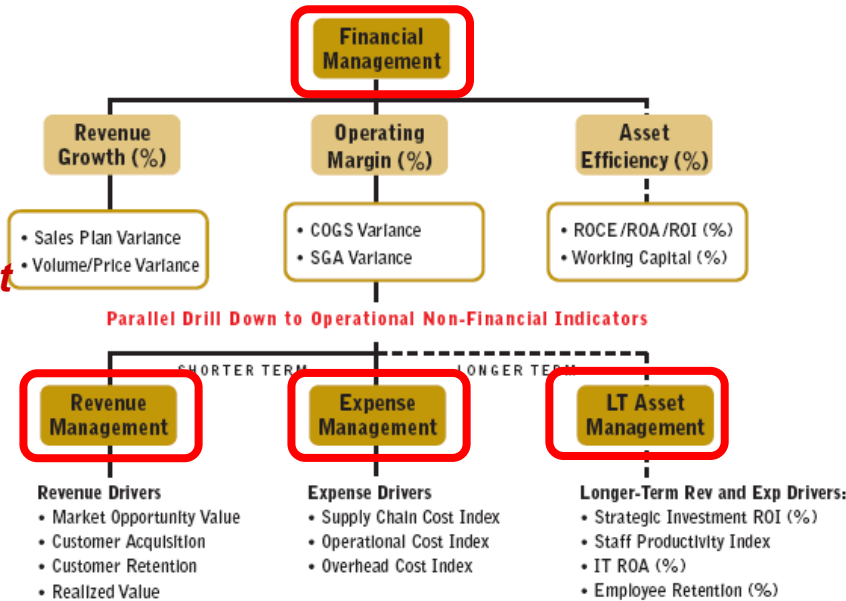 Financial
Management
Revenue
Growth (%)
Operating
Margin (%)
Asset
Efficiency (%)
• Sales Plan Variance
• Volume/Price Variance
• COGS Variance
• SGA Variance
• ROCE/ROA/ROI (%)
• Working Capital (%)
t
Parallel Drill Down to Operational Non-Financial Indicators
SHORTER TERM
LONGER TERM
Revenue
Management
Expense
Management
LT Asset
Management
Revenue Drivers
• Market Opportunity Value
• Customer Acquisition
• Customer Retention
• Realized Value
Expense Drivers
• Supply Chain Cost Index
• Operational Cost Index
• Overhead Cost Index
Longer-Term Rev and Exp Drivers:
• Strategic Investment ROI (%)
• Staff Productivity Index
• IT ROA (%)
• Employee Retention (%)